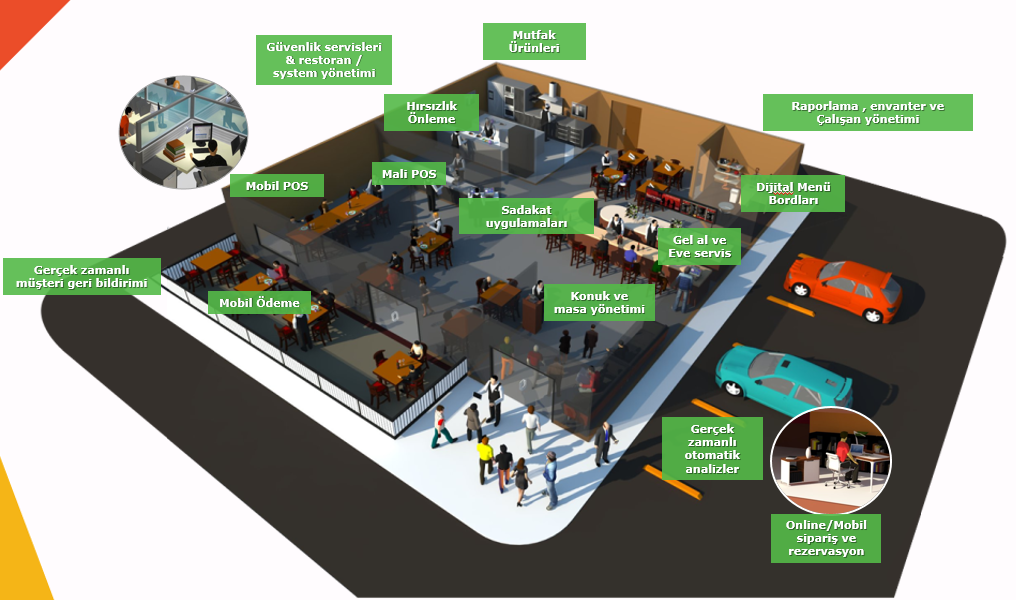 Mutfak
Ürünleri
Güvenlik servisleri
& restoran /
system yönetimi
Hırsızlık
Önleme
Raporlama , envanter ve
Çalışan yönetimi
Mali POS
Mobil POS
Dijital Menü
Bordları
Sadakat
uygulamaları
Gel al ve
Eve servis
Gerçek zamanlı
müşteri geri bildirimi
Mobil Ödeme
Konuk ve
masa yönetimi
Gerçek
zamanlı
otomatik
analizler
Online/Mobil
sipariş ve
rezervasyon